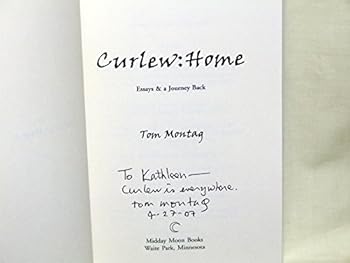 Curlew:Home
Essays & a Journey Back
Tom Montag
To Kathleen—
Curlew is everywhere.
tom montag
4-27-07
Midday Moon Books
Waite Park, Minnesota